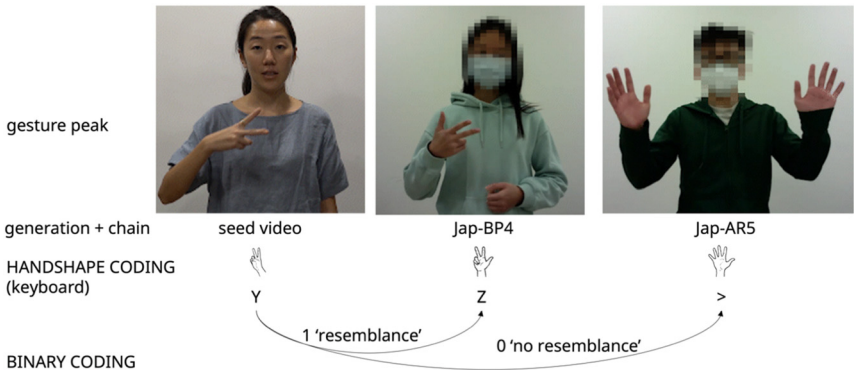 gesture peak
generation + chain seed video Jap-BP4 Jap-AR5
HANDSHAPE CODING
(keyboard)
Y Z >
1 ‘resemblance’
0 ‘no resemblance’
BINARY CODING